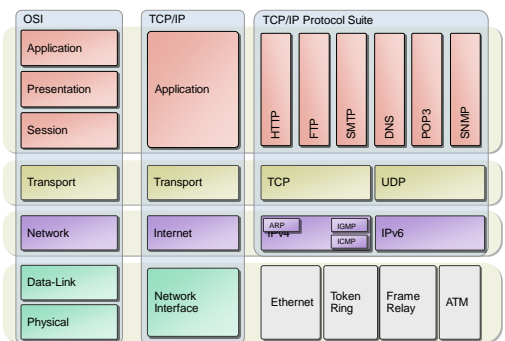 OSI
TCP/IP
TCP/IP Protocol Suite
Application
Presentation
Session
Application
HTTP
FTP
SMTP
DNS
POP3
SNMP
Transport
Transport
TCP
UDP
Network
Internet
ARP
IPv4
IGMP
ICMP
IPv6
Data-Link
Physical
Network
Interface
Ethernet
Token
Ring
Frame
Relay
ATM